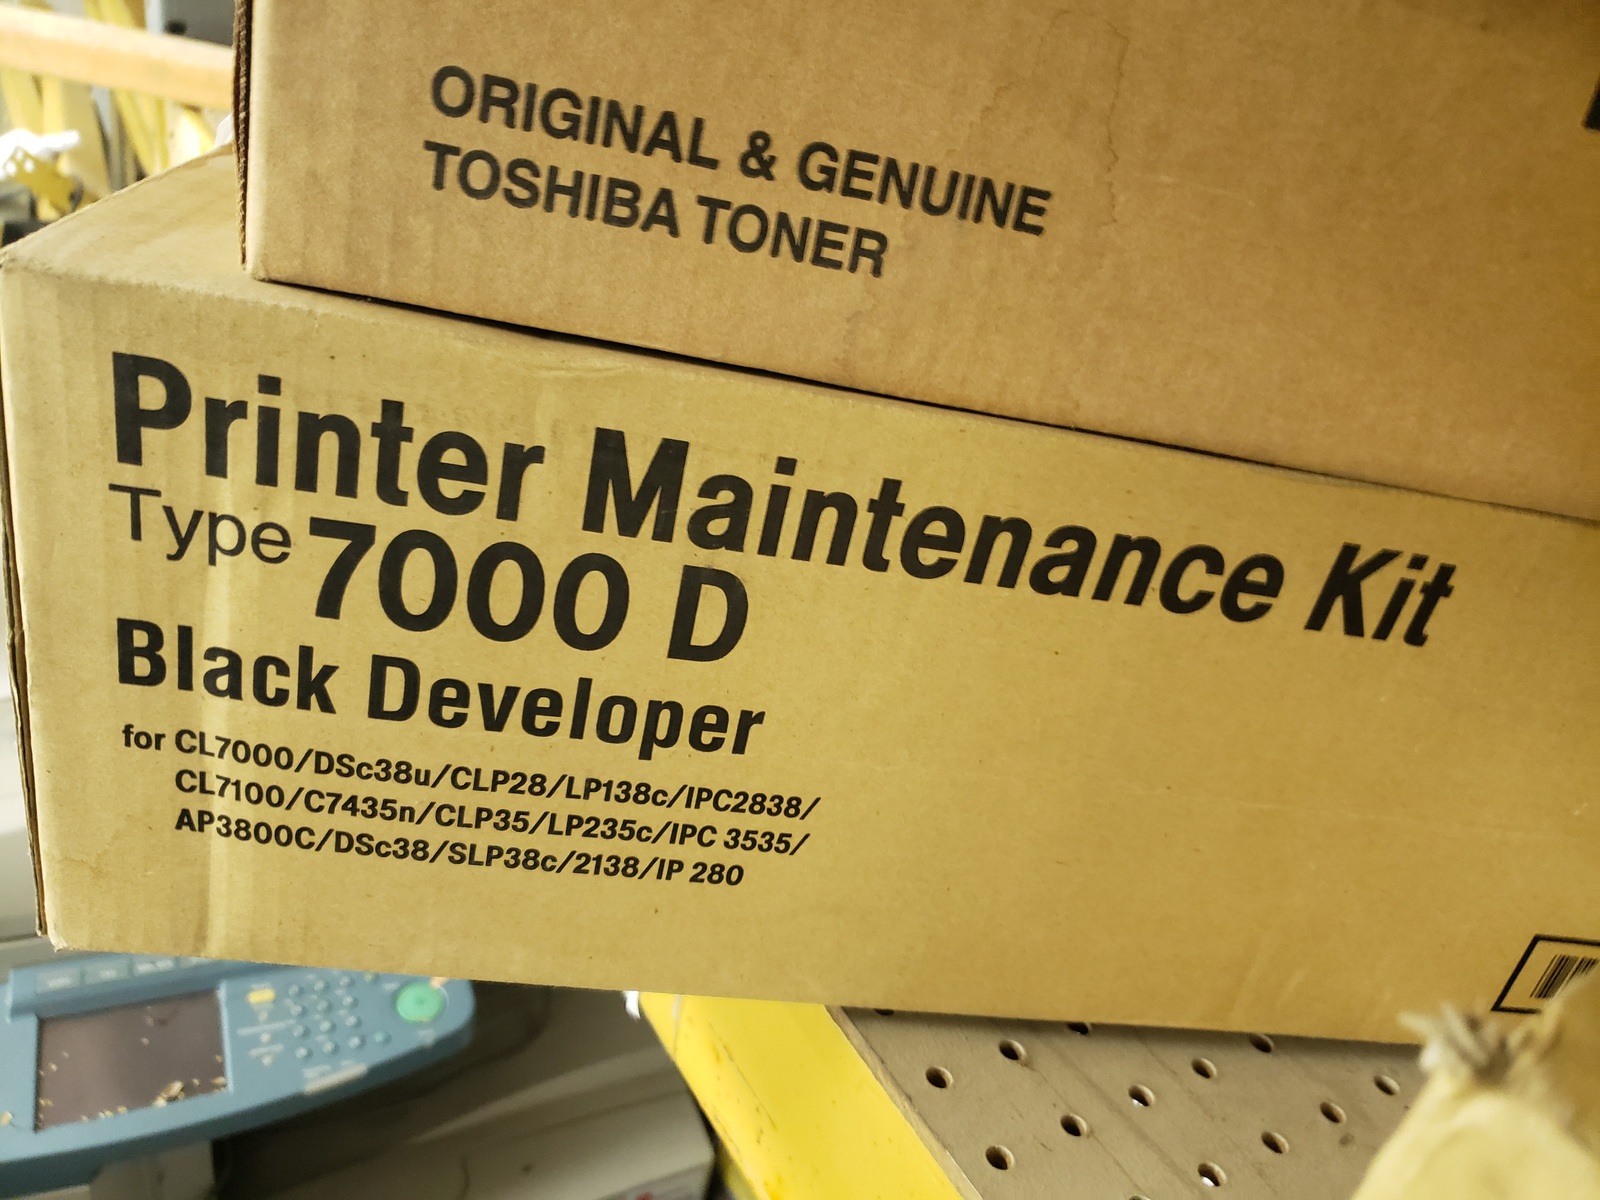 ORIGINAL & GENUINE
TOSHIBA TONER
Printer Maintenance Kit
Type 7000 D
Black Developer
for CL7000/DSc38u/CLP28/LP138c/IPC2838/
CL7100/C7435n/CLP35/LP235c/IPC 3535/
AP3800C/DSc38/SLP38c/2138/IP 280